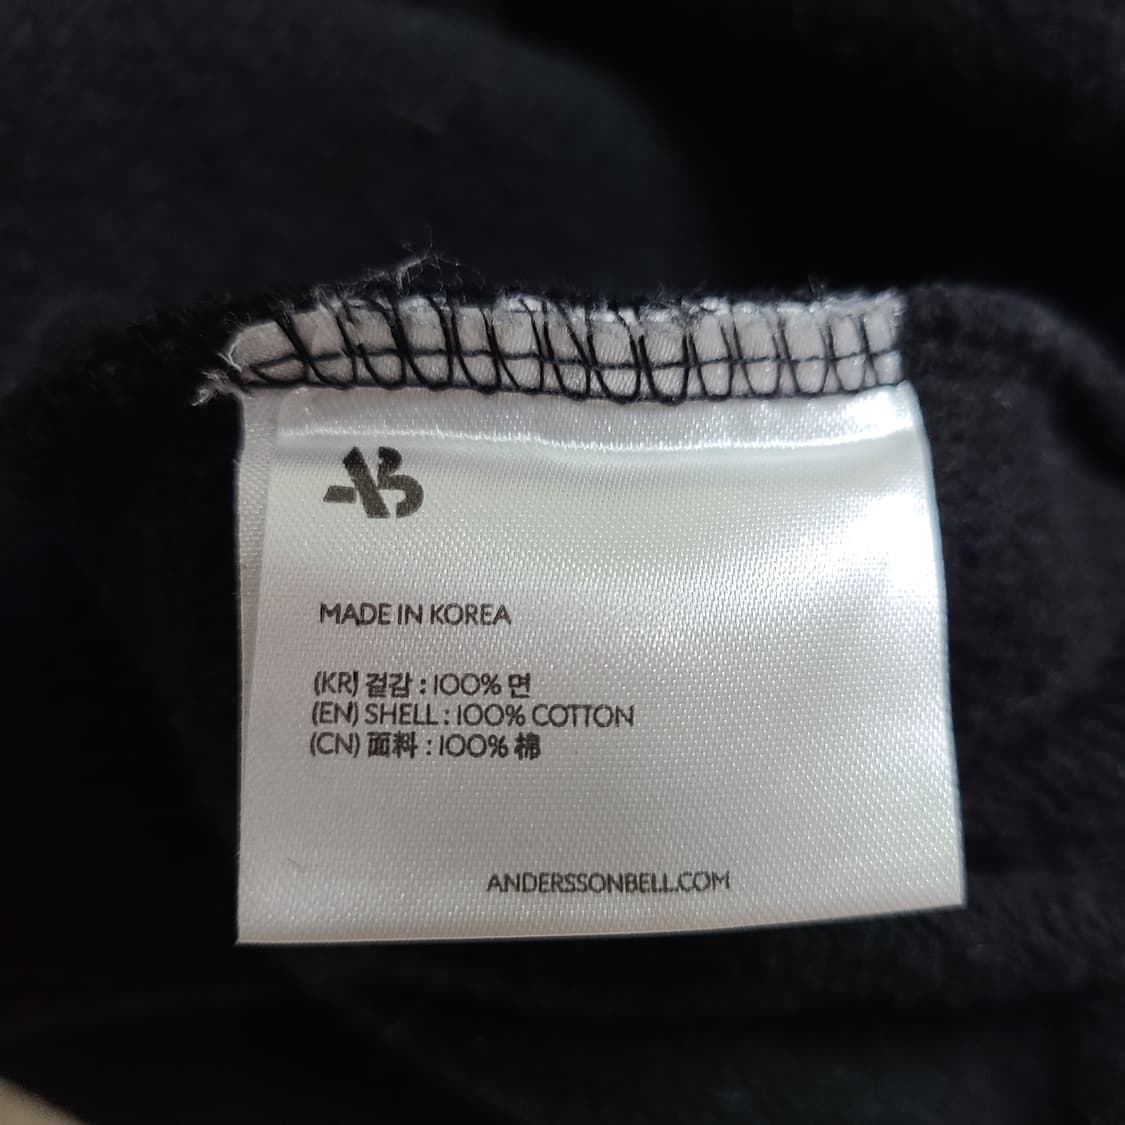 AB
MADE IN KOREA
(KR) 겉감 : 100% 면
(EN) SHELL : 100% COTTON
(CN) 面料 : 100% 棉
ANDERSSONBELL.COM